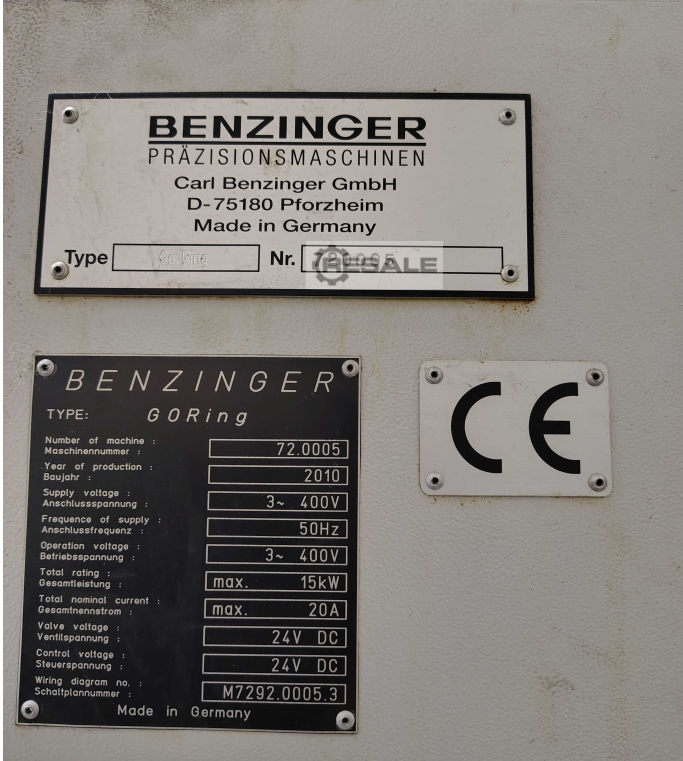 BENZINGER
PRÄZISIONSMASCHINEN
Carl Benzinger GmbH
D-75180 Pforzheim
Made in Germany
Type Go Ring Nr. 720005
RESALE
BENZINGER
TYPE: GORing
Number of machine :
Maschinennummer : 72.0005
Year of production :
Baujahr : 2010
Supply voltage :
Anschlussspannung : 3~ 400V
Frequence of supply :
Anschlussfrequenz : 50Hz
Operation voltage :
Betriebsspannung : 3~ 400V
Total rating :
Gesamtleistung : max. 15kW
Total nominal current :
Gesamtnennstrom : max. 20A
Valve voltage :
Ventilspannung : 24V DC
Control voltage :
Steuerspannung : 24V DC
Wiring diagram no. :
Schaltplannummer : M7292.0005.3
Made in Germany
CE